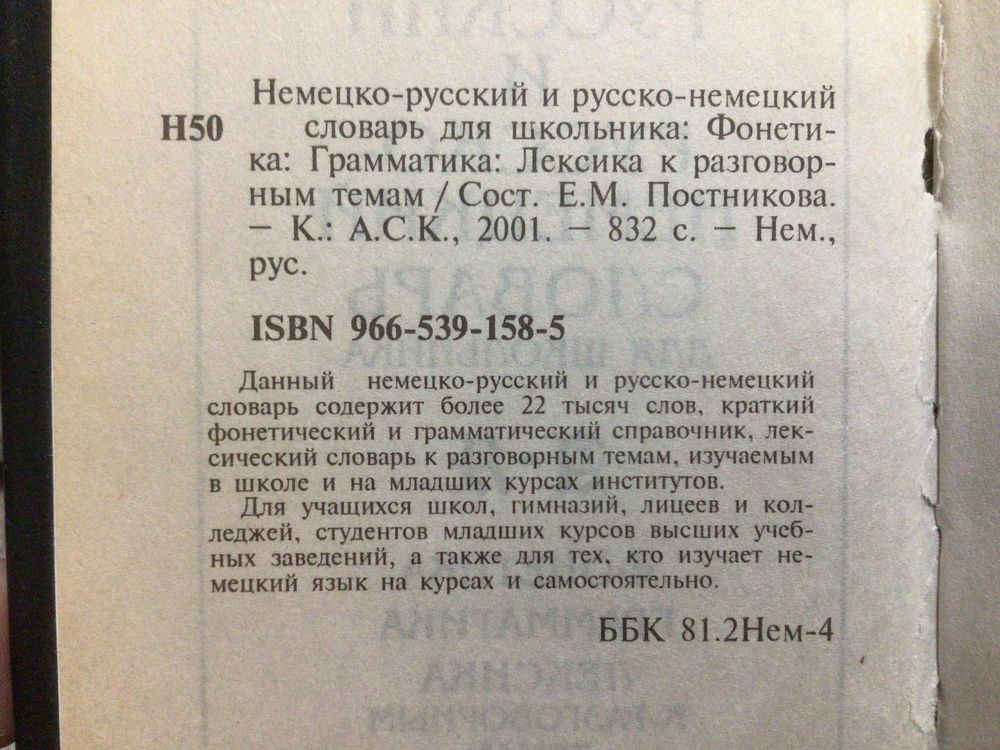 Немецко-русский и русско-немецкий
Н50 словарь для школьника: Фонети-
ка: Грамматика: Лексика к разговор-
ным темам / Сост. Е.М. Постникова.
– К.: А.С.К., 2001. – 832 с. – Нем.,
рус.
ISBN 966-539-158-5
Данный немецко-русский и русско-немецкий
словарь содержит более 22 тысяч слов, краткий
фонетический и грамматический справочник, лек-
сический словарь к разговорным темам, изучаемым
в школе и на младших курсах институтов.
Для учащихся школ, гимназий, лицеев и кол-
леджей, студентов младших курсов высших учеб-
ных заведений, а также для тех, кто изучает не-
мецкий язык на курсах и самостоятельно.
ББК 81.2Нем-4